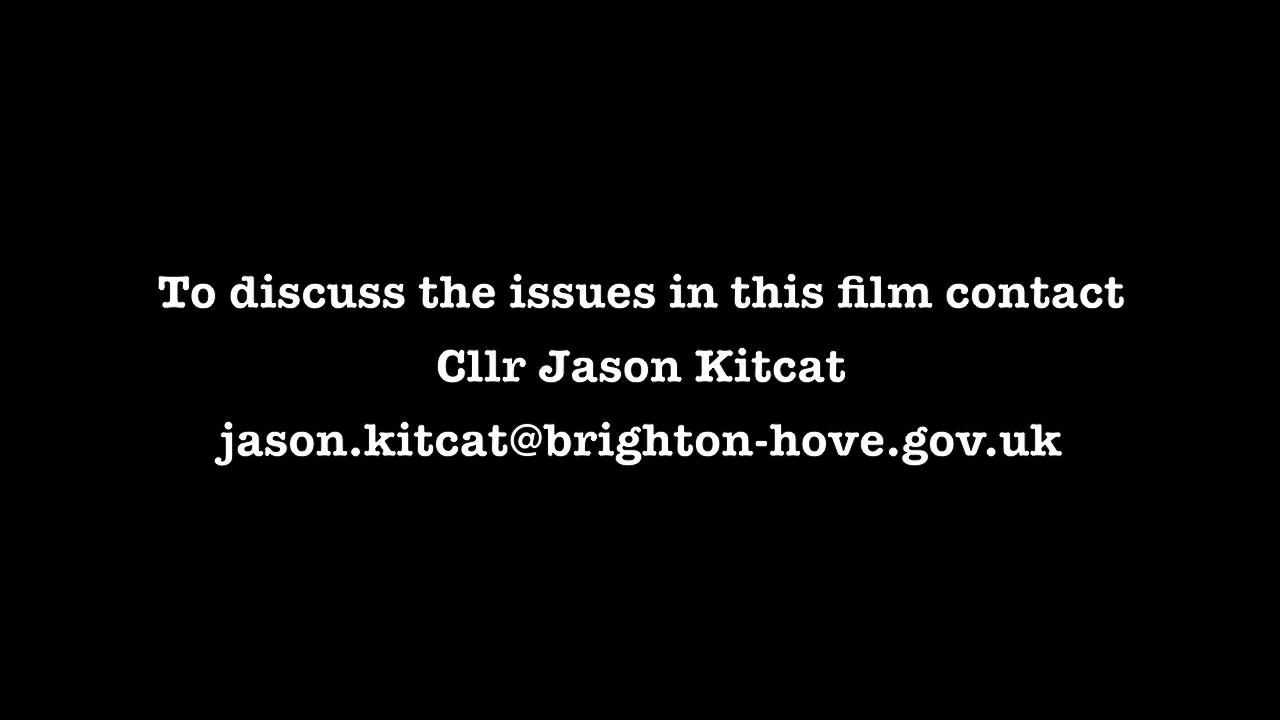 To discuss the issues in this film contact
Cllr Jason Kitcat
jason.kitcat@brighton-hove.gov.uk